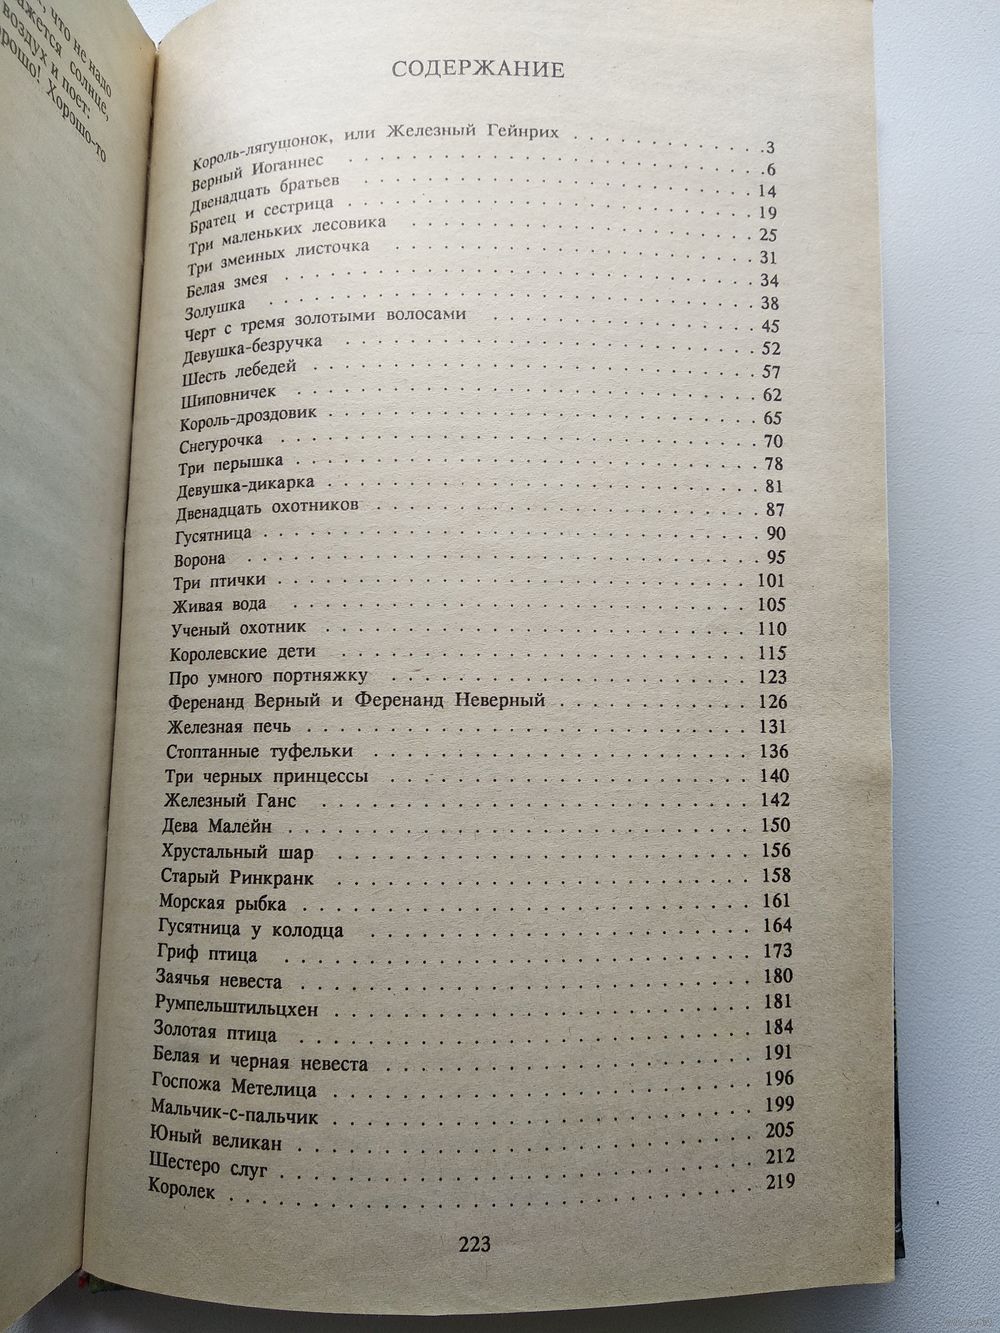 , что не надо
жется солнце,
воздух и поет:
рошо! Хорошо-то
СОДЕРЖАНИЕ
Король-лягушонок, или Железный Гейнрих . . . . . . . . . . .3
Верный Иоганнес . . . . . . . . . . . . . . . . . . . . . . .6
Двенадцать братьев . . . . . . . . . . . . . . . . . . . . . 14
Братец и сестрица . . . . . . . . . . . . . . . . . . . . . . 19
Три маленьких лесовика . . . . . . . . . . . . . . . . . . . 25
Три змеиных листочка . . . . . . . . . . . . . . . . . . . . 31
Белая змея . . . . . . . . . . . . . . . . . . . . . . . . . 34
Золушка . . . . . . . . . . . . . . . . . . . . . . . . . . . 38
Черт с тремя золотыми волосами . . . . . . . . . . . . . . . 45
Девушка-безручка . . . . . . . . . . . . . . . . . . . . . . 52
Шесть лебедей . . . . . . . . . . . . . . . . . . . . . . . . 57
Шиповничек . . . . . . . . . . . . . . . . . . . . . . . . . 62
Король-дроздовик . . . . . . . . . . . . . . . . . . . . . . 65
Снегурочка . . . . . . . . . . . . . . . . . . . . . . . . . 70
Три перышка . . . . . . . . . . . . . . . . . . . . . . . . . 78
Девушка-дикарка . . . . . . . . . . . . . . . . . . . . . . . 81
Двенадцать охотников . . . . . . . . . . . . . . . . . . . . 87
Гусятница . . . . . . . . . . . . . . . . . . . . . . . . . . 90
Ворона . . . . . . . . . . . . . . . . . . . . . . . . . . . 95
Три птички . . . . . . . . . . . . . . . . . . . . . . . . . 101
Живая вода . . . . . . . . . . . . . . . . . . . . . . . . . 105
Ученый охотник . . . . . . . . . . . . . . . . . . . . . . . 110
Королевские дети . . . . . . . . . . . . . . . . . . . . . . 115
Про умного портняжку . . . . . . . . . . . . . . . . . . . . 123
Ференанд Верный и Ференанд Неверный . . . . . . . . . . . . 126
Железная печь . . . . . . . . . . . . . . . . . . . . . . . . 131
Стоптанные туфельки . . . . . . . . . . . . . . . . . . . . . 136
Три черных принцессы . . . . . . . . . . . . . . . . . . . . 140
Железный Ганс . . . . . . . . . . . . . . . . . . . . . . . . 142
Дева Малейн . . . . . . . . . . . . . . . . . . . . . . . . . 150
Хрустальный шар . . . . . . . . . . . . . . . . . . . . . . . 156
Старый Ринкранк . . . . . . . . . . . . . . . . . . . . . . . 158
Морская рыбка . . . . . . . . . . . . . . . . . . . . . . . . 161
Гусятница у колодца . . . . . . . . . . . . . . . . . . . . . 164
Гриф птица . . . . . . . . . . . . . . . . . . . . . . . . . 173
Заячья невеста . . . . . . . . . . . . . . . . . . . . . . . 180
Румпельштильцхен . . . . . . . . . . . . . . . . . . . . . . 181
Золотая птица . . . . . . . . . . . . . . . . . . . . . . . . 184
Белая и черная невеста . . . . . . . . . . . . . . . . . . . 191
Госпожа Метелица . . . . . . . . . . . . . . . . . . . . . . 196
Мальчик-с-пальчик . . . . . . . . . . . . . . . . . . . . . . 199
Юный великан . . . . . . . . . . . . . . . . . . . . . . . . 205
Шестеро слуг . . . . . . . . . . . . . . . . . . . . . . . . 212
Королек . . . . . . . . . . . . . . . . . . . . . . . . . . . 219
223